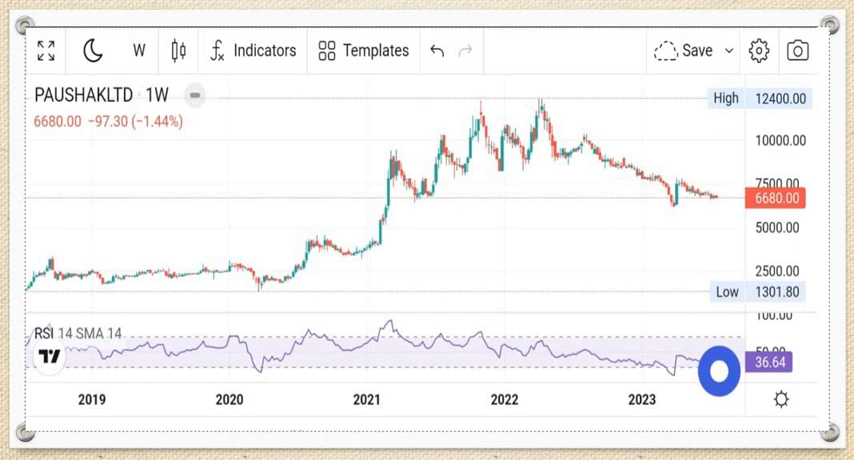 W
Indicators
Templates
Save
PAUSHAKLTD · 1W
6680.00 −97.30 (−1.44%)
High 12400.00
10000.00
7500.00
6680.00
5000.00
2500.00
Low 1301.80
RSI 14 SMA 14
100.00
50.00
36.64
2019 2020 2021 2022 2023